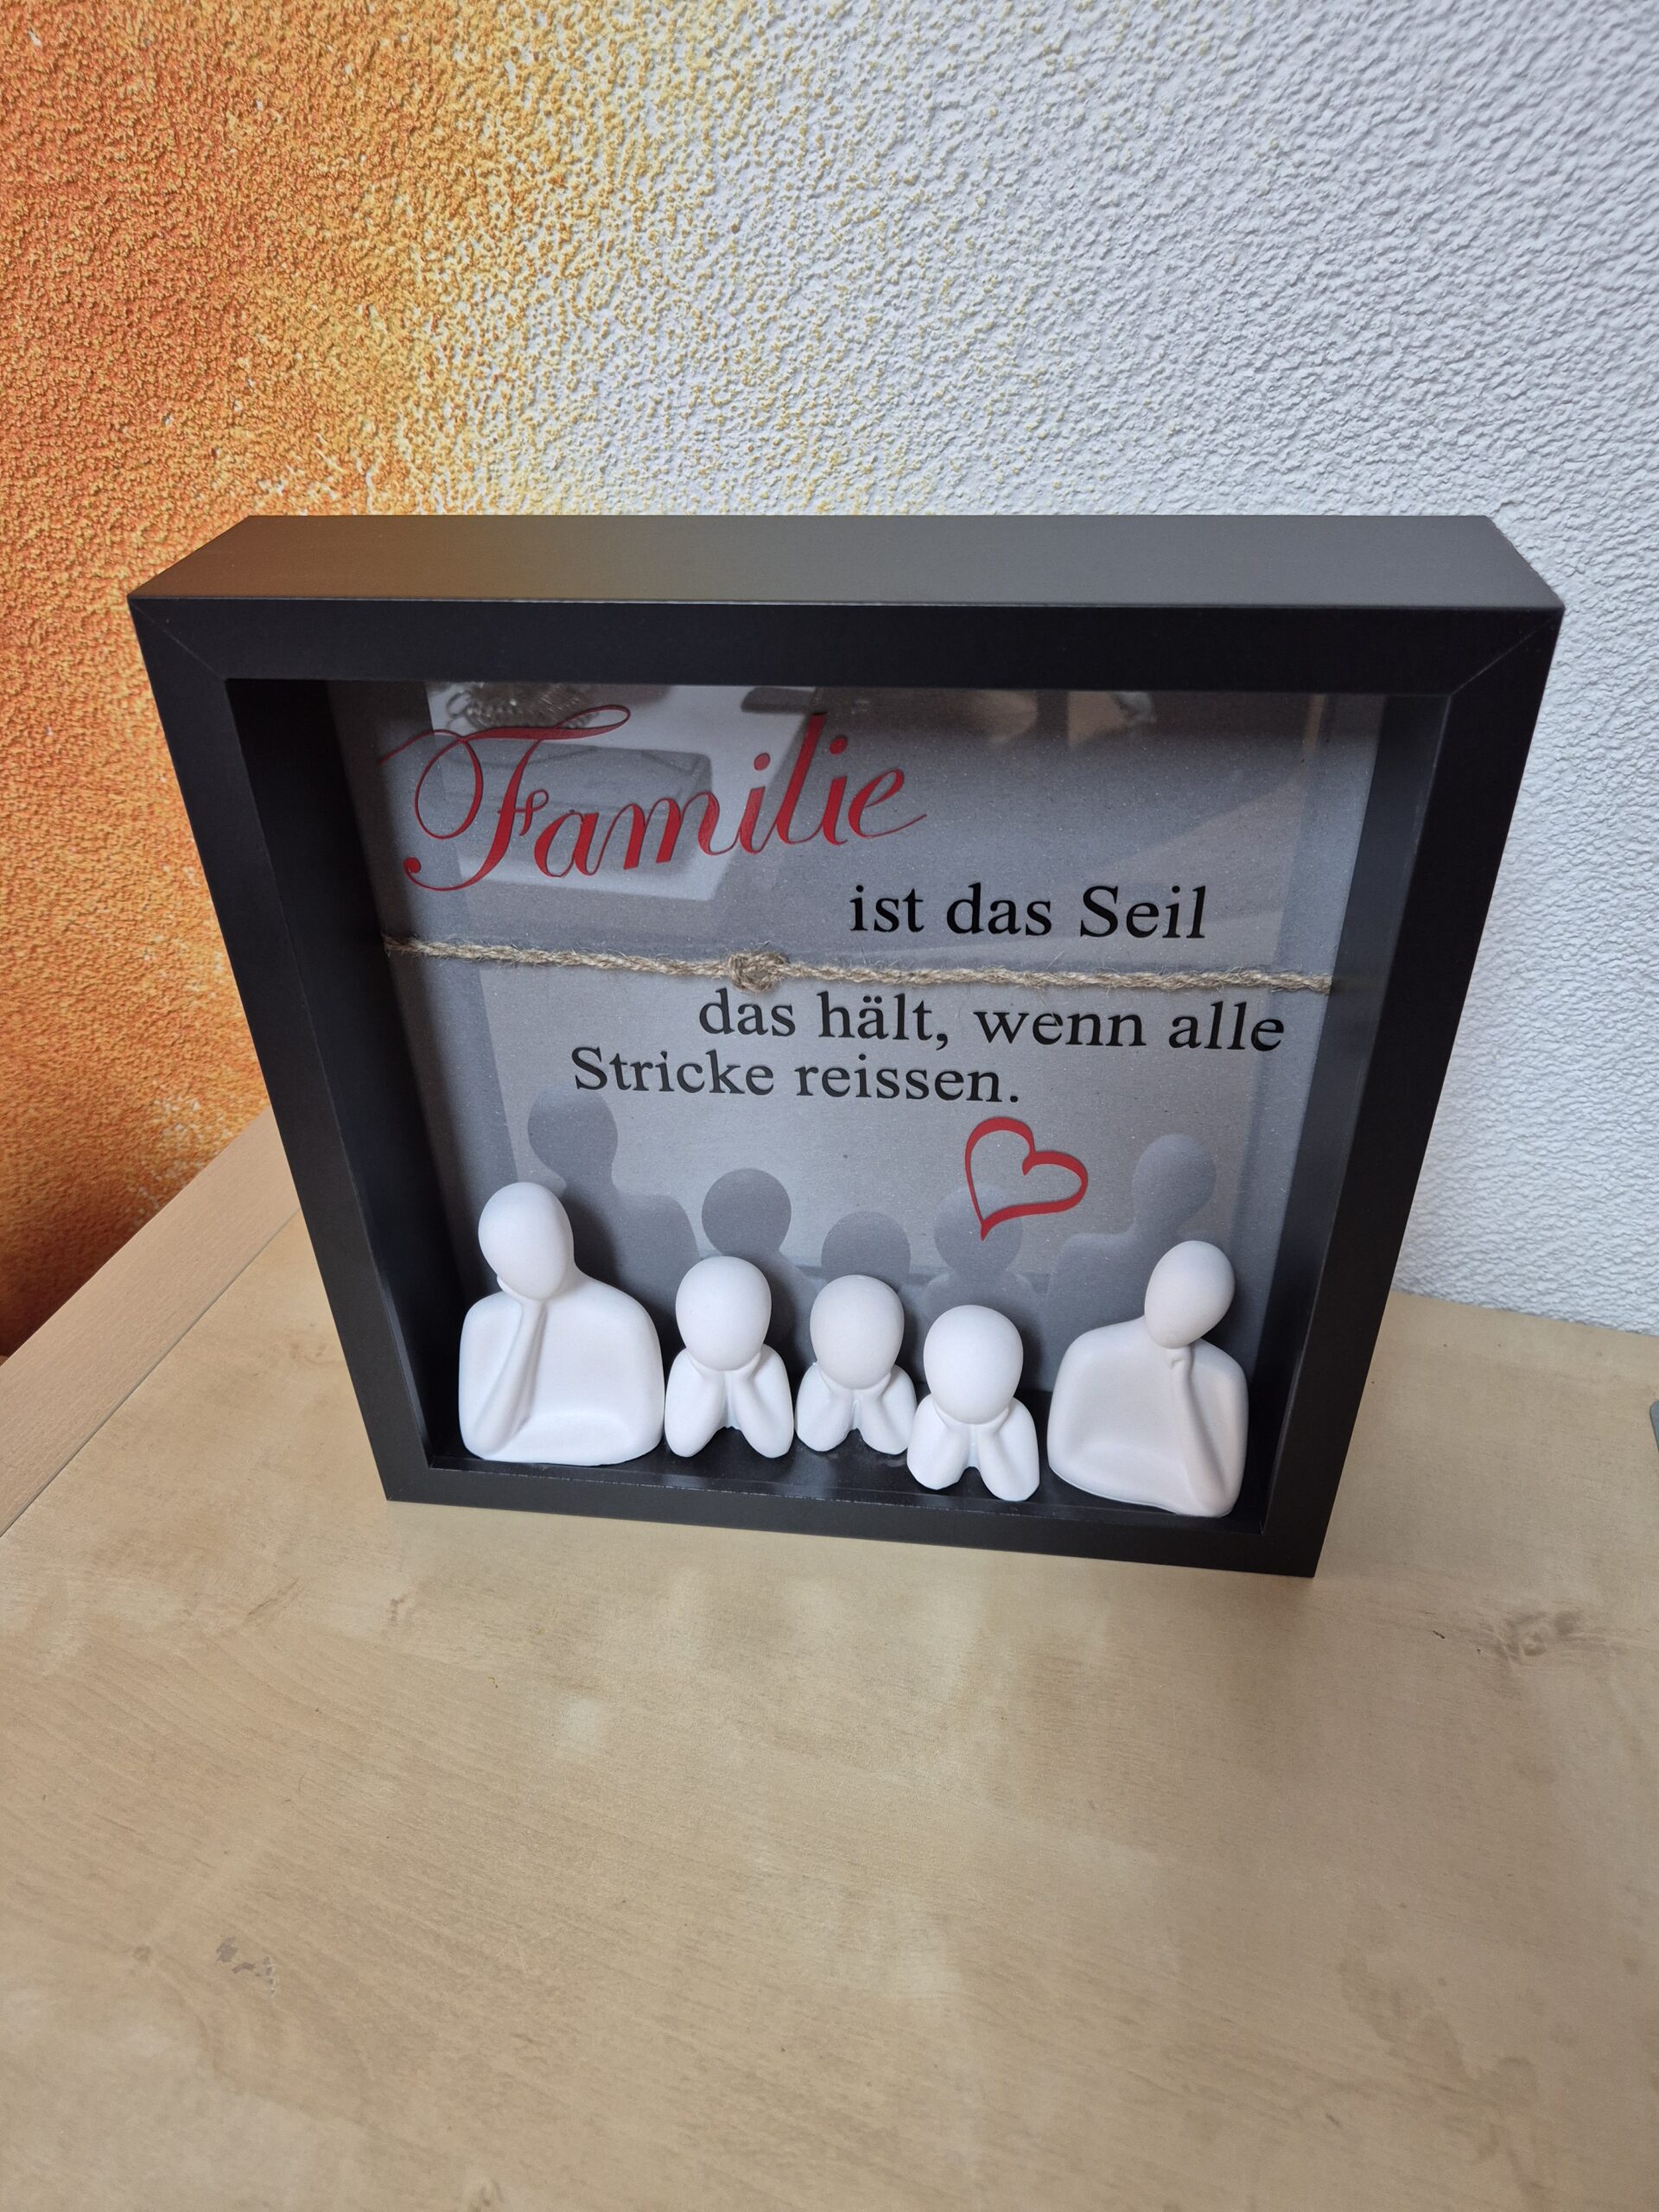 Familie
ist das Seil
das hält, wenn alle
Stricke reissen.